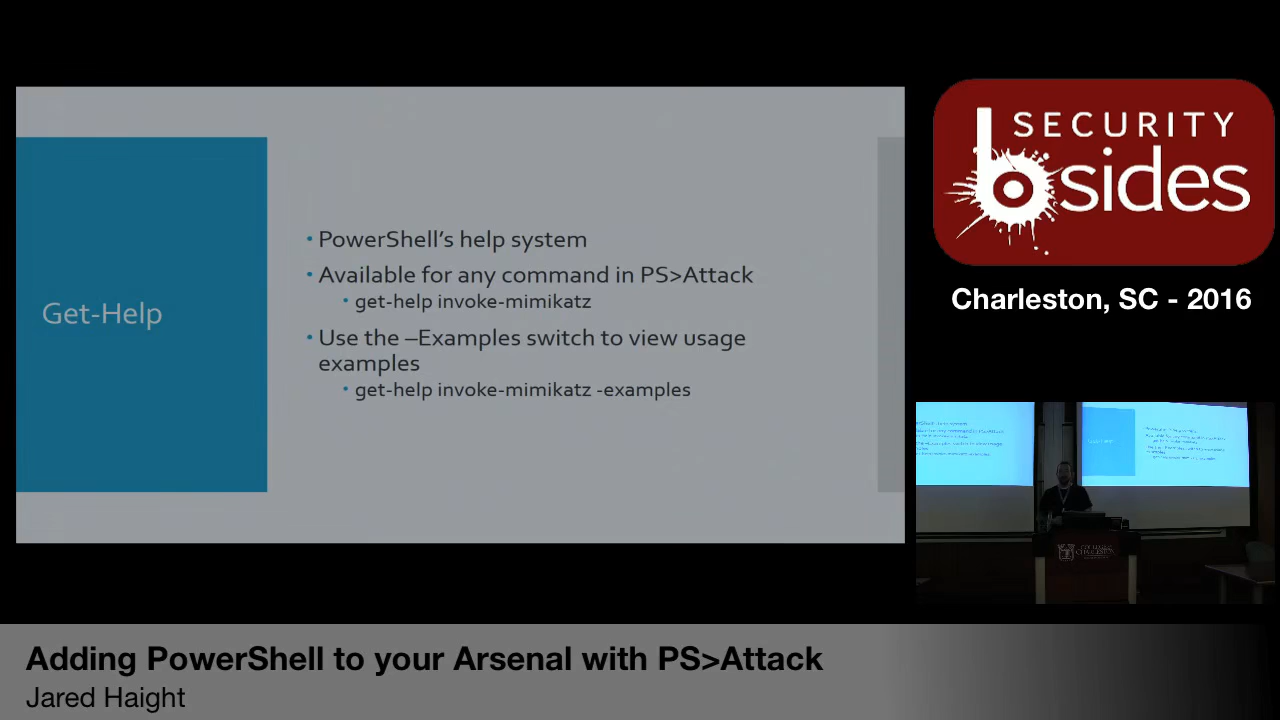 Get-Help
• PowerShell's help system
• Available for any command in PS>Attack
• get-help invoke-mimikatz
• Use the –Examples switch to view usage
examples
• get-help invoke-mimikatz -examples
SECURITY
bsides
Charleston, SC - 2016
Adding PowerShell to your Arsenal with PS>Attack
Jared Haight